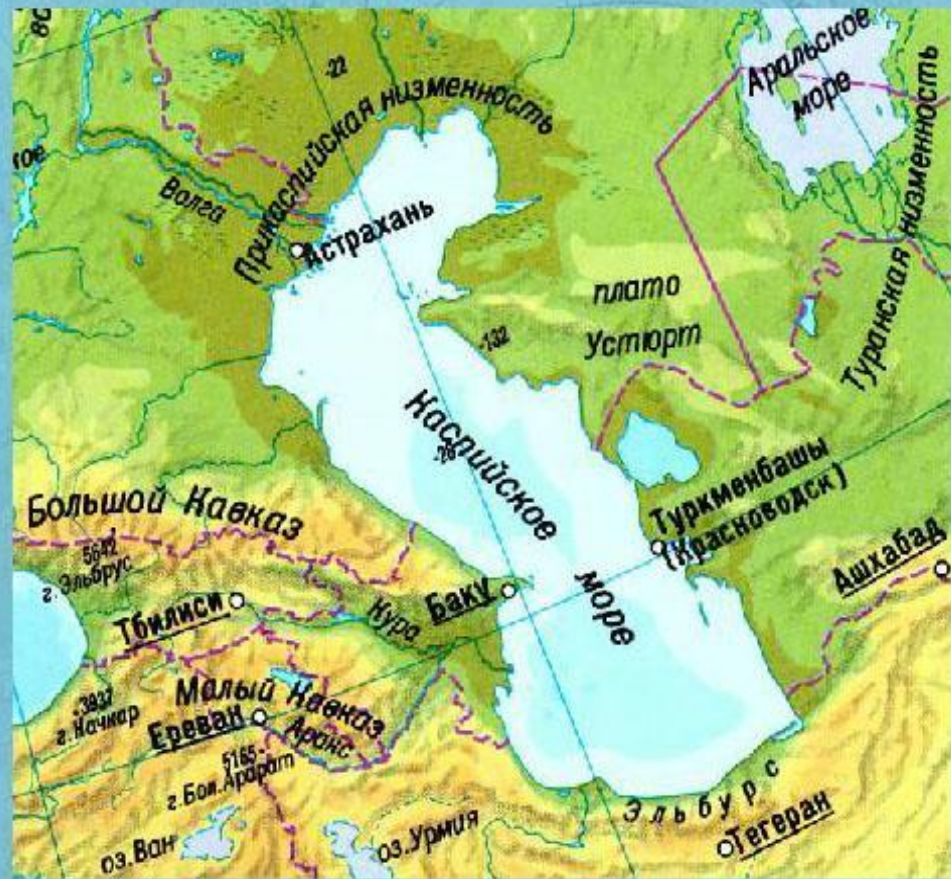 80
-22
Аральское
море
Прикаспийская низменность
Волга
Астрахань
Туранская низменность
плато
Устюрт
-132
Каспийское
-28
море
Туркменбашы
(Красноводск)
Ашхабад
Большой Кавказ
5642
г. Эльбрус
Тбилиси
Кура
Баку
3937
г. Качкар
Малый Кавказ
Ереван
Аракс
5165
г. Бол. Арарат
оз. Ван
оз. Урмия
Эльбурс
Тегеран